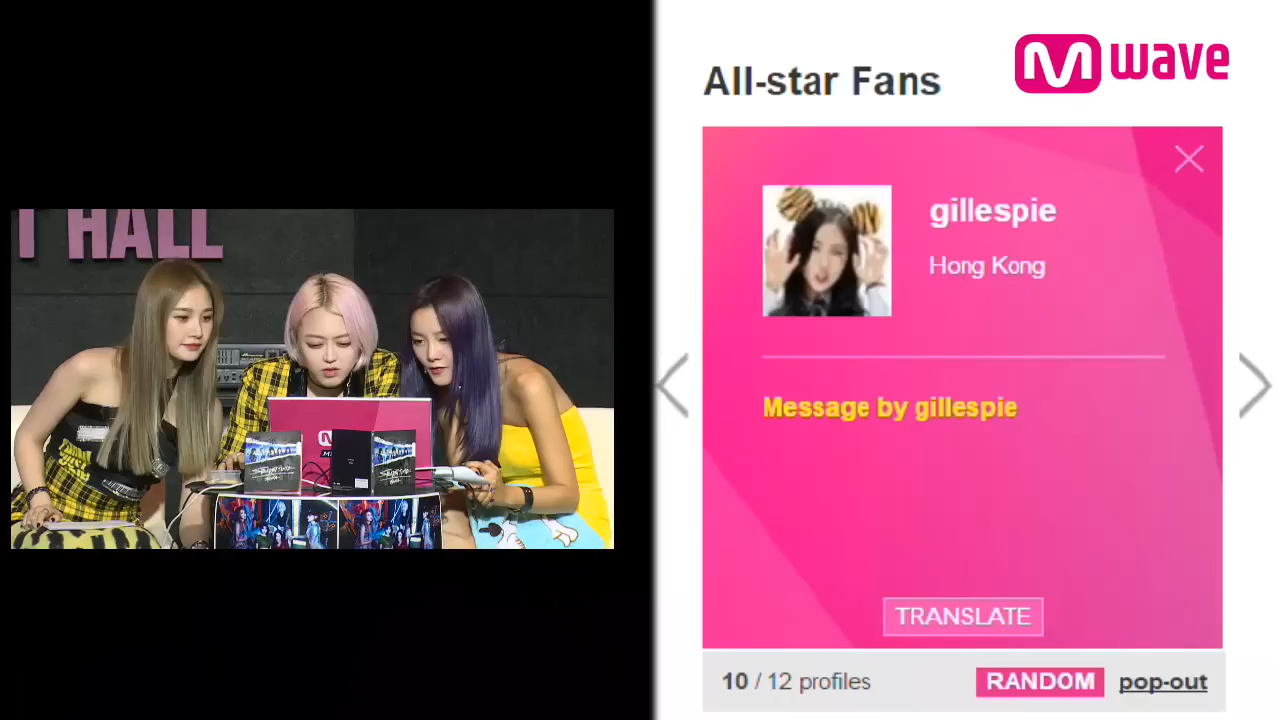 T HALL
M wave
All-star Fans
gillespie
Hong Kong
Message by gillespie
TRANSLATE
10 / 12 profiles
RANDOM pop-out